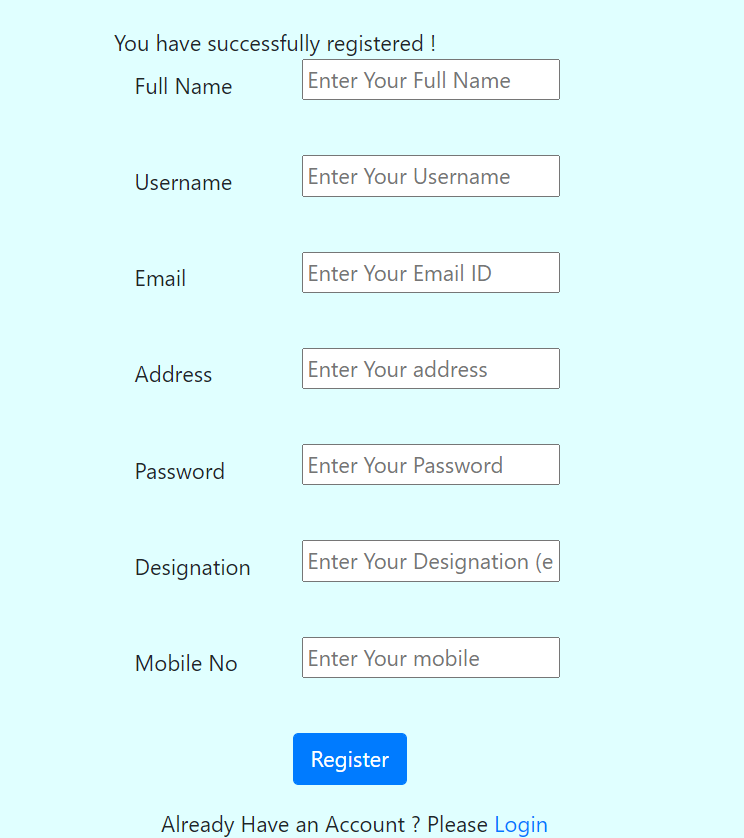 You have successfully registered !
Full Name Enter Your Full Name
Username Enter Your Username
Email Enter Your Email ID
Address Enter Your address
Password Enter Your Password
Designation Enter Your Designation (e
Mobile No Enter Your mobile
Register
Already Have an Account ? Please Login